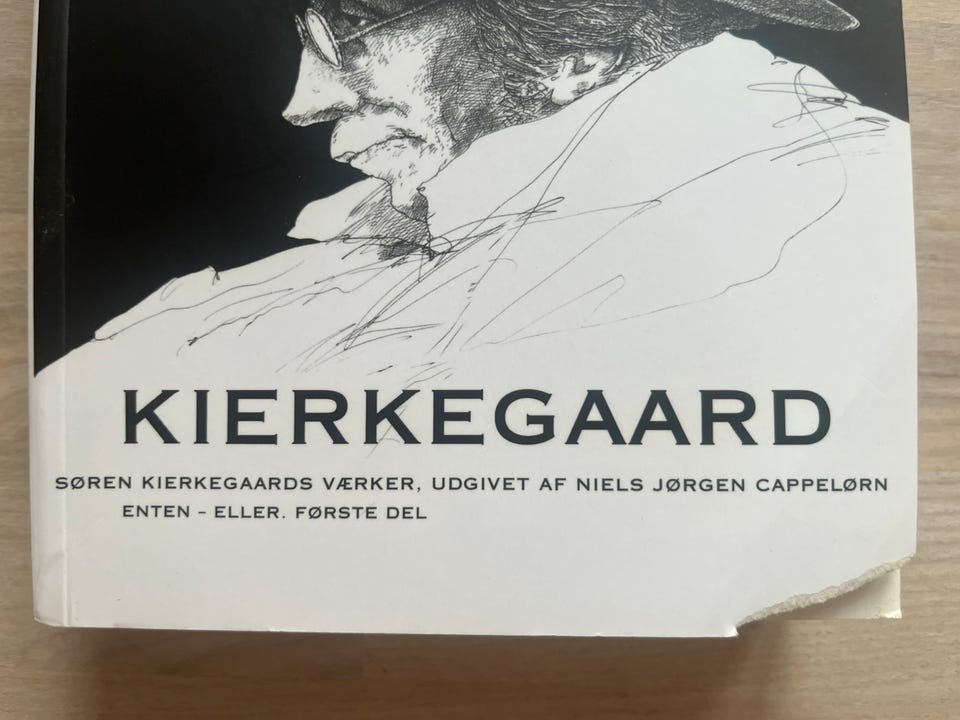 KIERKEGAARD
SØREN KIERKEGAARDS VÆRKER, UDGIVET AF NIELS JØRGEN CAPPELØRN
ENTEN – ELLER. FØRSTE DEL